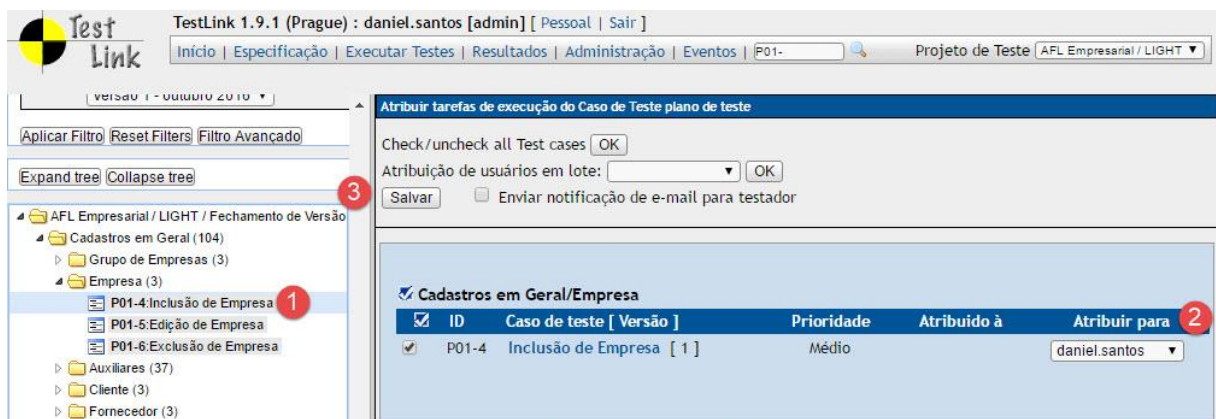 Test Link
TestLink 1.9.1 (Prague) : daniel.santos [admin] [ Pessoal | Sair ]
Início | Especificação | Executar Testes | Resultados | Administração | Eventos | P01-
Projeto de Teste AFL Empresarial / LIGHT
Versão 1 - outubro 2016
Aplicar Filtro Reset Filters Filtro Avançado
Expand tree Collapse tree
AFL Empresarial / LIGHT / Fechamento de Versão
Cadastros em Geral (104)
Grupo de Empresas (3)
Empresa (3)
P01-4:Inclusão de Empresa 1
P01-5:Edição de Empresa
P01-6:Exclusão de Empresa
Auxiliares (37)
Cliente (3)
Fornecedor (3)
Atribuir tarefas de execução do Caso de Teste plano de teste
Check/uncheck all Test cases OK
Atribuição de usuários em lote: OK
3 Salvar Enviar notificação de e-mail para testador
Cadastros em Geral/Empresa
ID Caso de teste [ Versão ] Prioridade Atribuido à Atribuir para 2
P01-4 Inclusão de Empresa [ 1 ] Médio daniel.santos